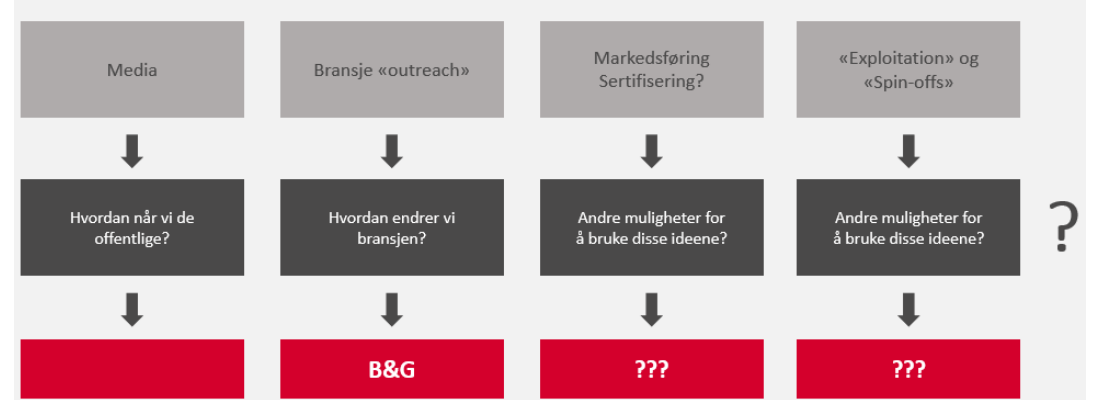 Media
Bransje «outreach»
Markedsføring
Sertifisering?
«Exploitation» og
«Spin-offs»
Hvordan når vi de
offentlige?
Hvordan endrer vi
bransjen?
Andre muligheter for
å bruke disse ideene?
Andre muligheter for
å bruke disse ideene?
?
B&G
???
???